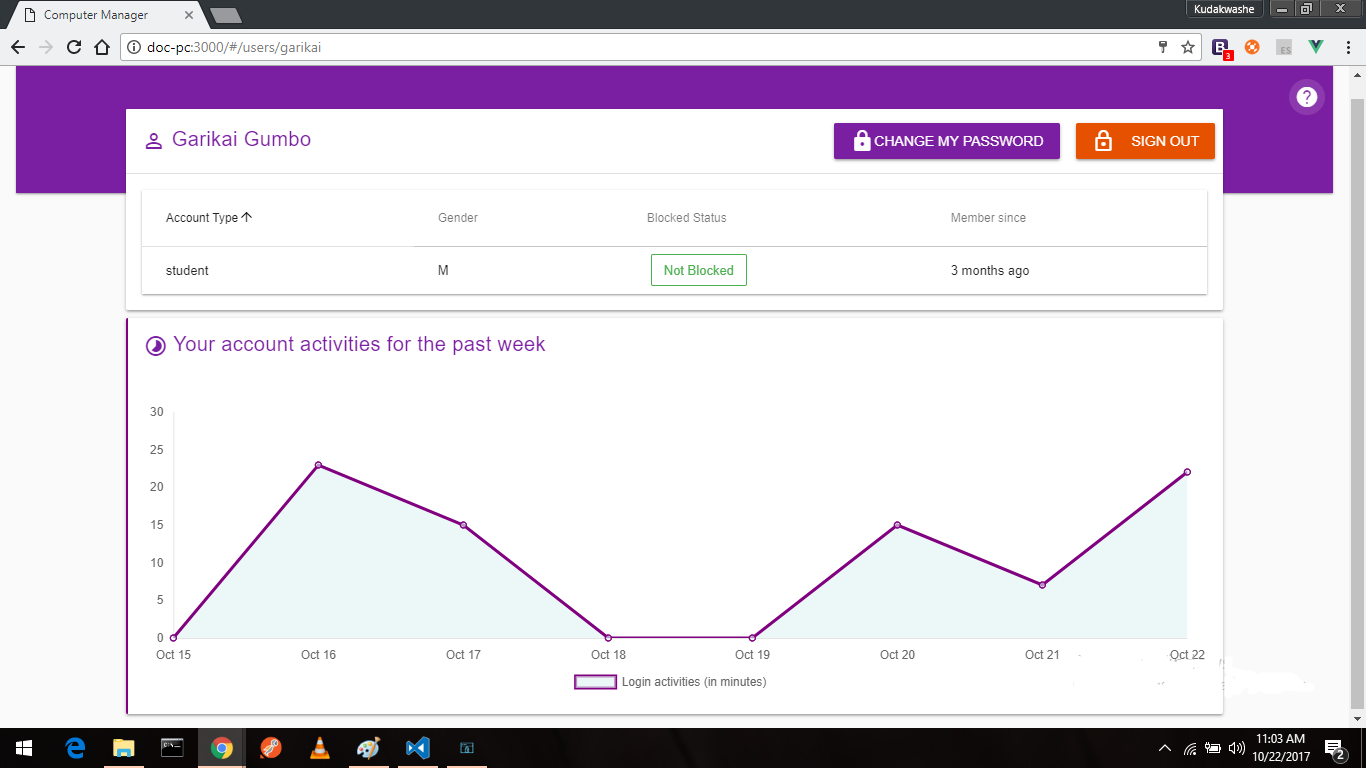 Computer Manager
Kudakwashe
doc-pc:3000/#/users/garikai
B 3
ES
?
Garikai Gumbo
CHANGE MY PASSWORD
SIGN OUT
Account Type Gender Blocked Status Member since
student M Not Blocked 3 months ago
Your account activities for the past week
30
25
20
15
10
5
0
Oct 15 Oct 16 Oct 17 Oct 18 Oct 19 Oct 20 Oct 21 Oct 22
Login activities (in minutes)
11:03 AM
10/22/2017
2